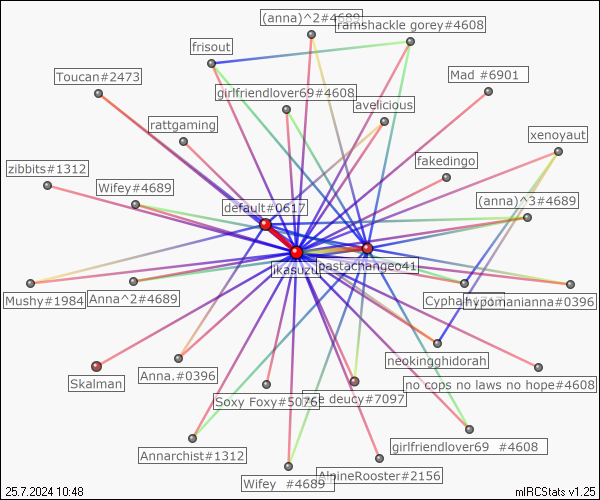 (anna)^2#4689
ramshackle gorey#4608
frisout
Toucan#2473
Mad #6901
girlfriendlover69#4608
avelicious
rattgaming
xenoyaut
fakedingo
zibbits#1312
Wifey#4689
(anna)^3#4689
default#0617
ikasuzu
pastachangeo41
Mushy#1984
Anna^2#4689
hypomanianna#0396
neokingghidorah
Skalman
Anna.#0396
no cops no laws no hope#4608
Soxy Foxy#5076
deucy#7097
girlfriendlover69 #4608
Annarchist#1312
Wifey #4689
AlpineRooster#2156
25.7.2024 10:48
mIRCStats v1.25